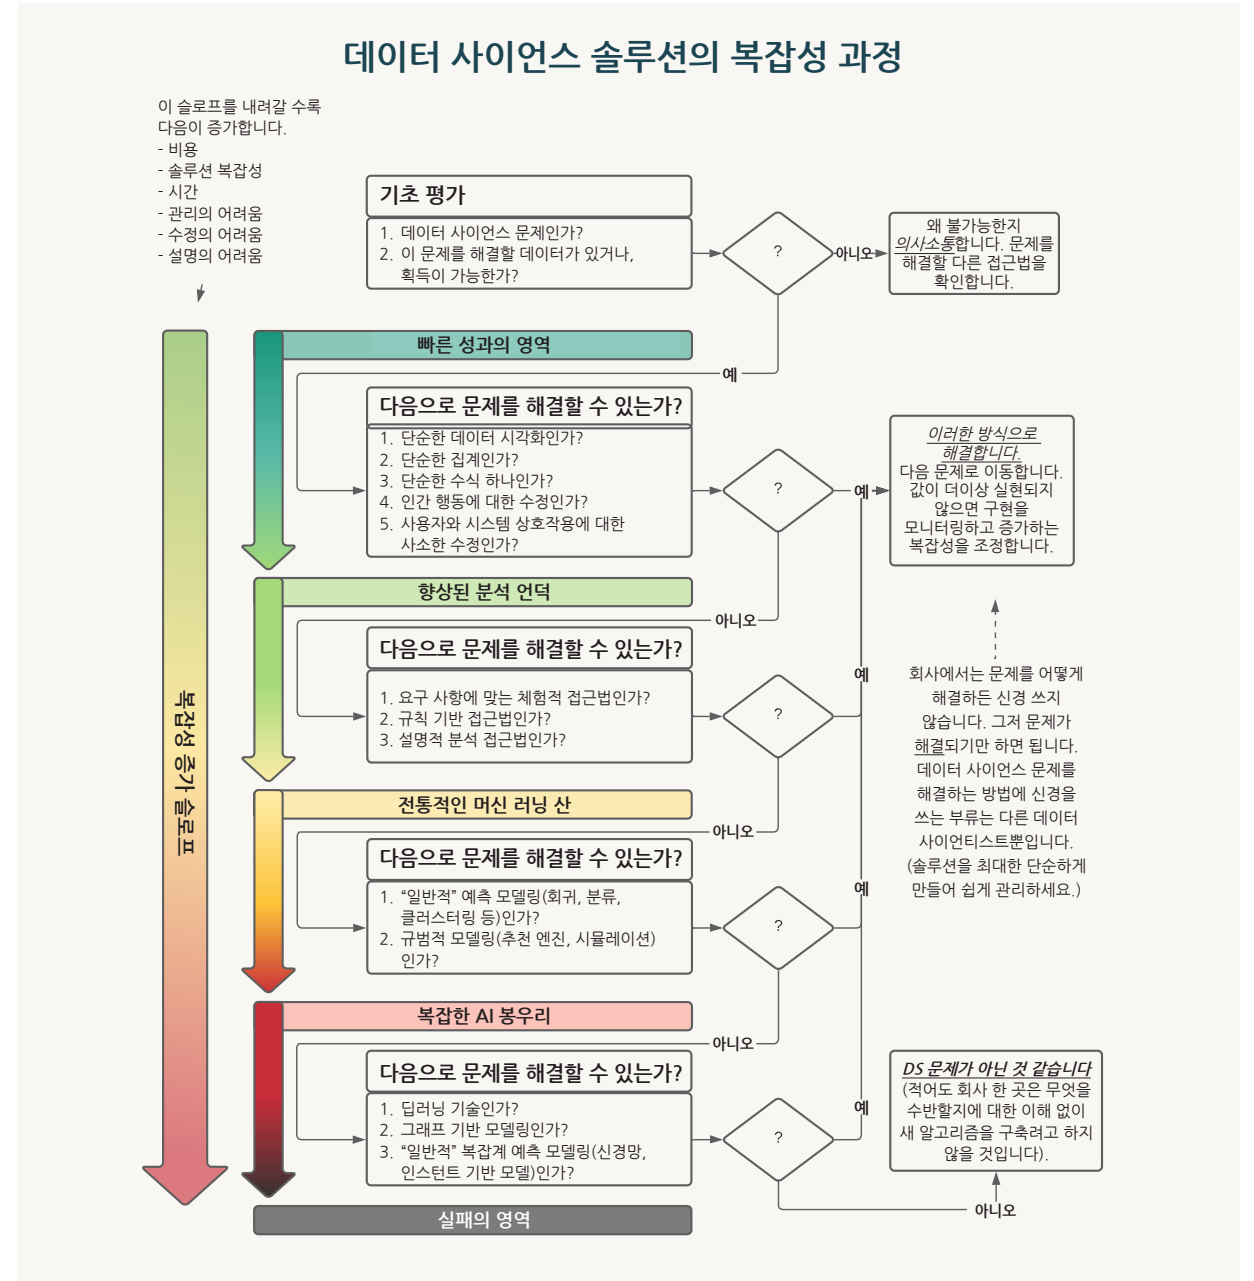 데이터 사이언스 솔루션의 복잡성 과정
이 슬로프를 내려갈 수록
다음이 증가합니다.
- 비용
- 솔루션 복잡성
- 시간
- 관리의 어려움
- 수정의 어려움
- 설명의 어려움
기초 평가
1. 데이터 사이언스 문제인가?
2. 이 문제를 해결할 데이터가 있거나,
획득이 가능한가?
?
아니오
왜 불가능한지
의사소통합니다. 문제를
해결할 다른 접근법을
확인합니다.
빠른 성과의 영역
예
다음으로 문제를 해결할 수 있는가?
1. 단순한 데이터 시각화인가?
2. 단순한 집계인가?
3. 단순한 수식 하나인가?
4. 인간 행동에 대한 수정인가?
5. 사용자와 시스템 상호작용에 대한
사소한 수정인가?
?
예
이러한 방식으로
해결합니다.
다음 문제로 이동합니다.
값이 더이상 실현되지
않으면 구현을
모니터링하고 증가하는
복잡성을 조정합니다.
향상된 분석 언덕
아니오
다음으로 문제를 해결할 수 있는가?
1. 요구 사항에 맞는 체험적 접근법인가?
2. 규칙 기반 접근법인가?
3. 설명적 분석 접근법인가?
?
예
회사에서는 문제를 어떻게
해결하든 신경 쓰지
않습니다. 그저 문제가
해결되기만 하면 됩니다.
데이터 사이언스 문제를
해결하는 방법에 신경을
쓰는 부류는 다른 데이터
사이언티스트뿐입니다.
(솔루션을 최대한 단순하게
만들어 쉽게 관리하세요.)
복잡성 증가 슬로프
전통적인 머신 러닝 산
아니오
다음으로 문제를 해결할 수 있는가?
1. “일반적” 예측 모델링(회귀, 분류,
클러스터링 등)인가?
2. 규범적 모델링(추천 엔진, 시뮬레이션)
인가?
?
예
복잡한 AI 봉우리
아니오
다음으로 문제를 해결할 수 있는가?
1. 딥러닝 기술인가?
2. 그래프 기반 모델링인가?
3. “일반적” 복잡계 예측 모델링(신경망,
인스턴트 기반 모델)인가?
?
예
DS 문제가 아닌 것 같습니다
(적어도 회사 한 곳은 무엇을
수반할지에 대한 이해 없이
새 알고리즘을 구축려고 하지
않을 것입니다).
아니오
실패의 영역